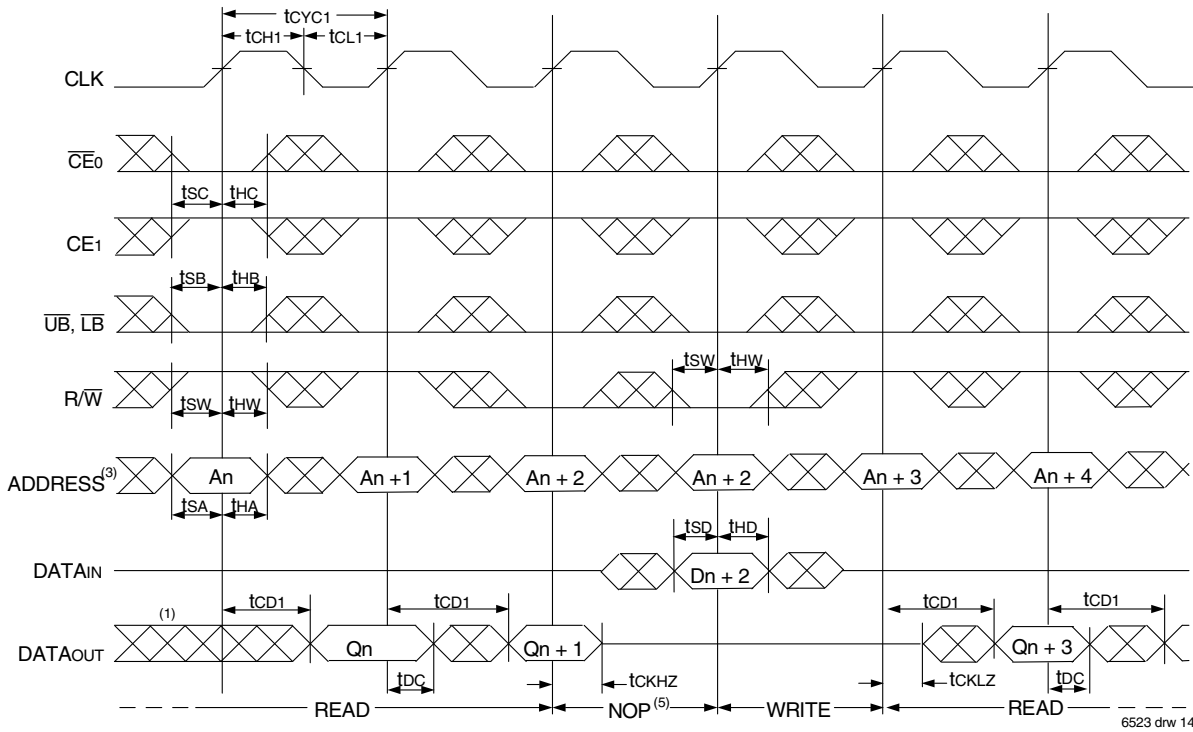 tCYC1
tCH1 tCL1
CLK
CE0
tSC tHC
CE1
tSB tHB
UB, LB
tSW tHW
R/W
tSW tHW
ADDRESS(3) An An +1 An + 2 An + 2 An + 3 An + 4
tSA tHA
tSD tHD
DATAIN Dn + 2
(1) tCD1 tCD1 tCD1 tCD1
DATAOUT Qn Qn + 1 Qn + 3
tDC tCKHZ tCKLZ tDC
READ NOP(5) WRITE READ
6523 drw 14